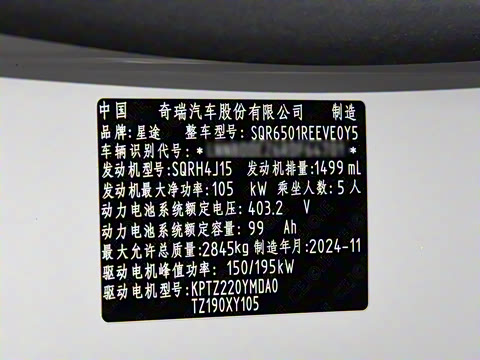 中国 奇瑞汽车股份有限公司 制造
品牌:星途 整车型号:SQR6501REEVE0Y5
车辆识别代号:* *
发动机型号:SQRH4J15 发动机排量:1499 mL
发动机最大净功率:105 kW 乘坐人数:5 人
动力电池系统额定电压:403.2 V
动力电池系统额定容量:99 Ah
最大允许总质量:2845kg 制造年月:2024-11
驱动电机峰值功率: 150/195kW
驱动电机型号:KPTZ220YMDA0
TZ190XY105